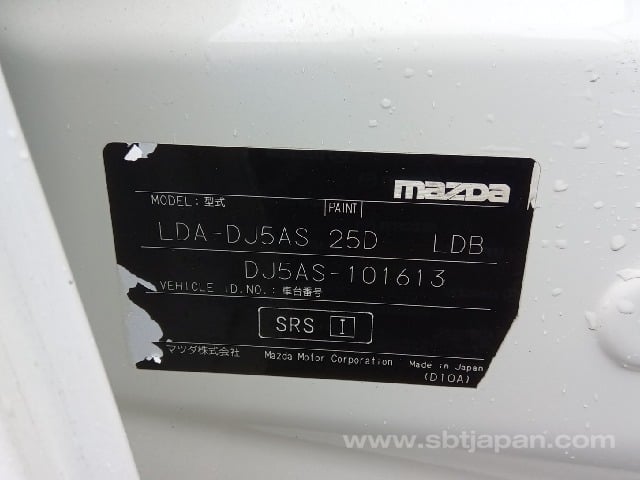 mazda
MODEL: 型式 PAINT
LDA-DJ5AS 25D LDB
DJ5AS-101613
VEHICLE I.D.NO.: 車台番号
SRS I
マツダ株式会社 Mazda Motor Corporation Made in Japan
(D10A)
www.sbtjapan.com